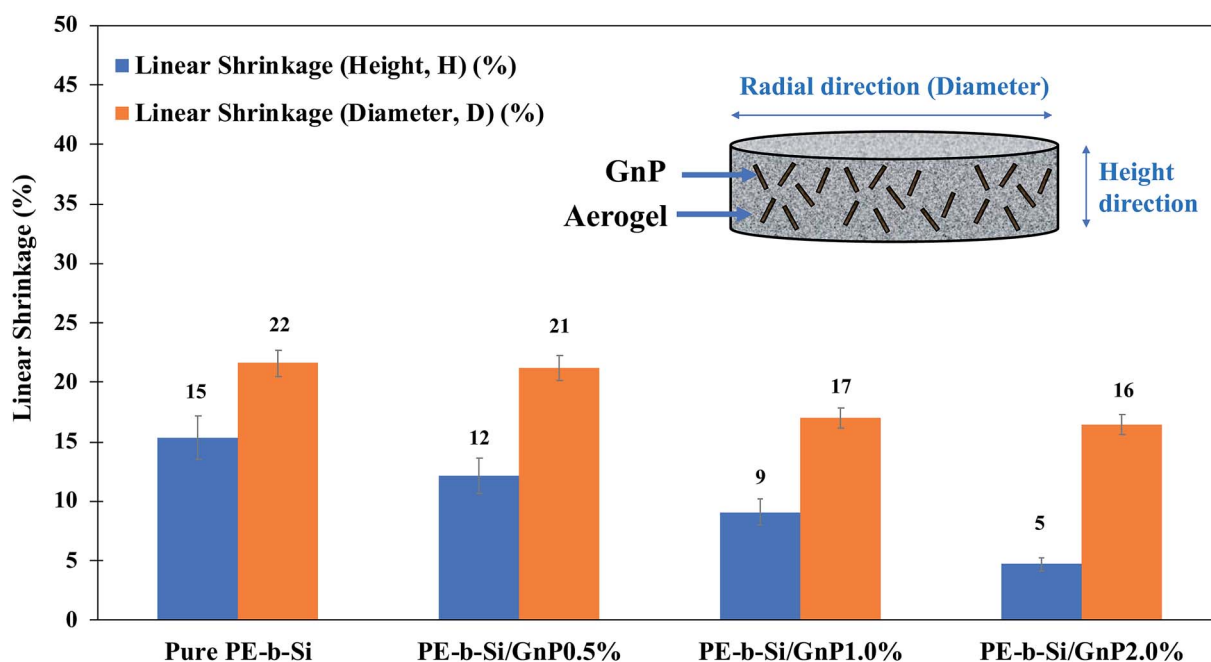 Linear Shrinkage (%)
50
45
40
35
30
25
20
15
10
5
0
Linear Shrinkage (Height, H) (%)
Linear Shrinkage (Diameter, D) (%)
Radial direction (Diameter)
GnP
Aerogel
Height
direction
15
22
12
21
9
17
5
16
Pure PE-b-Si
PE-b-Si/GnP0.5%
PE-b-Si/GnP1.0%
PE-b-Si/GnP2.0%